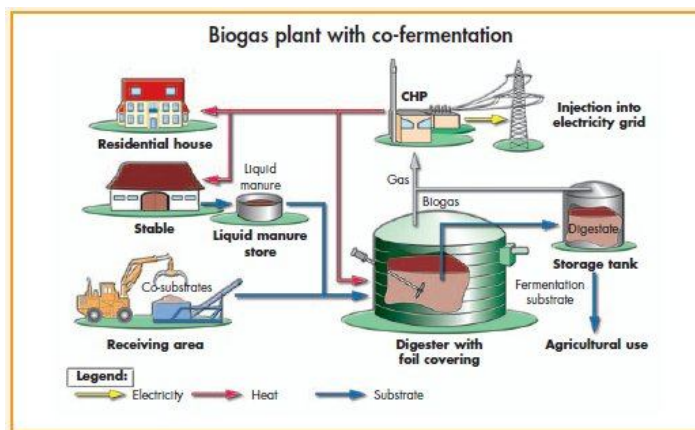 Biogas plant with co-fermentation
CHP
Injection into
electricity grid
Residential house
Liquid
manure
Gas
Biogas
Stable
Liquid manure
store
Digestate
Storage tank
Co-substrates
Fermentation
substrate
Receiving area
Digester with
foil covering
Agricultural use
Legend:
Electricity
Heat
Substrate